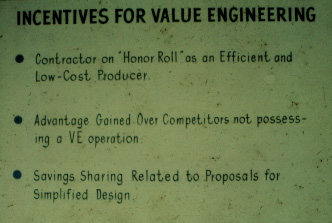 INCENTIVES FOR VALUE ENGINEERING
Contractor on "Honor Roll" as an Efficient and
Low-Cost Producer.
Advantage Gained Over Competitors not possess-
ing a VE operation.
Savings Sharing Related to Proposals for
Simplified Design.